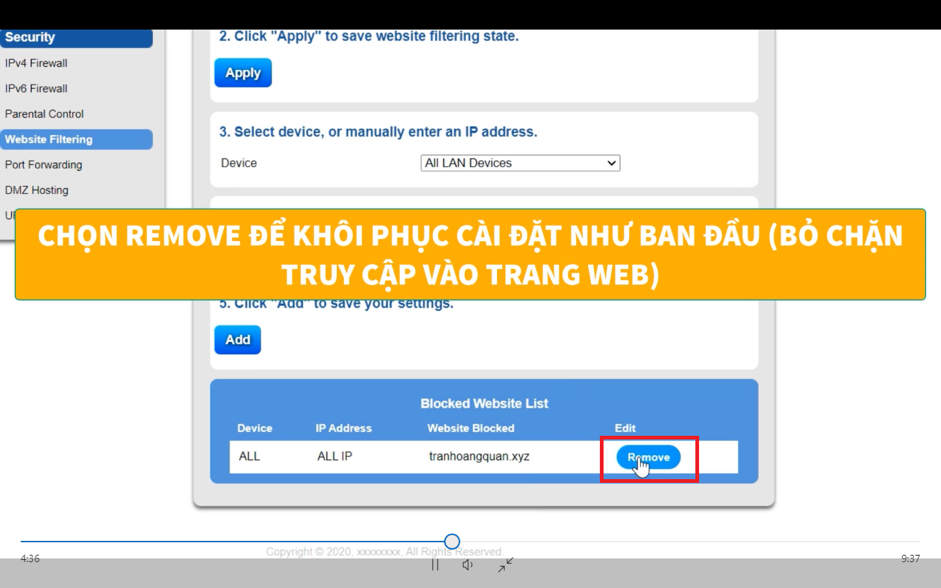 Security
IPv4 Firewall
IPv6 Firewall
Parental Control
Website Filtering
Port Forwarding
DMZ Hosting
2. Click "Apply" to save website filtering state.
Apply
3. Select device, or manually enter an IP address.
Device
All LAN Devices
CHỌN REMOVE ĐỂ KHÔI PHỤC CÀI ĐẶT NHƯ BAN ĐẦU (BỎ CHẶN
TRUY CẬP VÀO TRANG WEB)
5. Click "Add" to save your settings.
Add
Blocked Website List
Device IP Address Website Blocked Edit
ALL ALL IP tranhoangquan.xyz Remove
Copyright © 2020, xxxxxxxx, All Rights Reserved
4:36
9:37